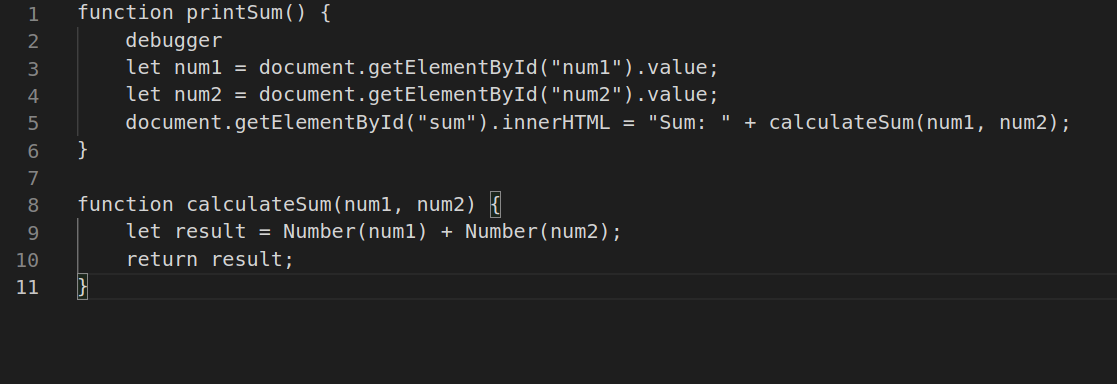 1 function printSum() {
2 debugger
3 let num1 = document.getElementById("num1").value;
4 let num2 = document.getElementById("num2").value;
5 document.getElementById("sum").innerHTML = "Sum: " + calculateSum(num1, num2);
6 }
7
8 function calculateSum(num1, num2) {
9 let result = Number(num1) + Number(num2);
10 return result;
11 }